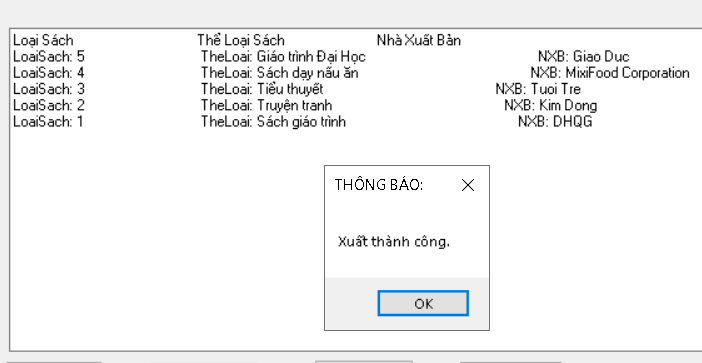 Loại Sách Thể Loại Sách Nhà Xuất Bản
LoaiSach: 5 TheLoai: Giáo trình Đại Học NXB: Giao Duc
LoaiSach: 4 TheLoai: Sách dạy nấu ăn NXB: MixiFood Corporation
LoaiSach: 3 TheLoai: Tiểu thuyết NXB: Tuoi Tre
LoaiSach: 2 TheLoai: Truyện tranh NXB: Kim Dong
LoaiSach: 1 TheLoai: Sách giáo trình NXB: DHQG
THÔNG BÁO:
Xuất thành công.
OK